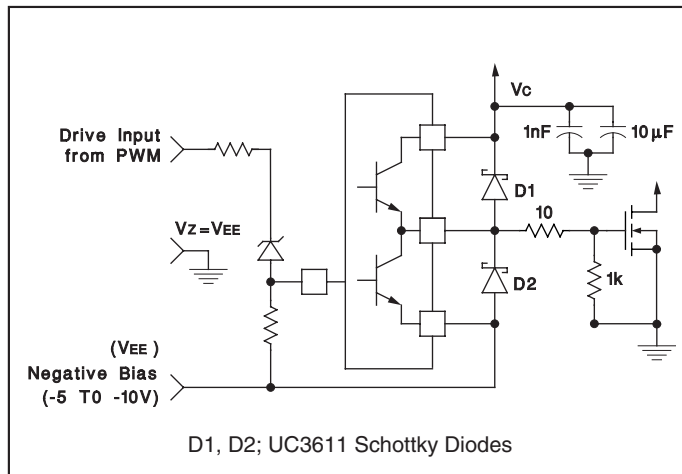 Drive Input
from PWM
VZ=VEE
(VEE)
Negative Bias
(-5 TO -10V)
VC
1nF
10μF
D1
10
D2
1k
D1, D2; UC3611 Schottky Diodes